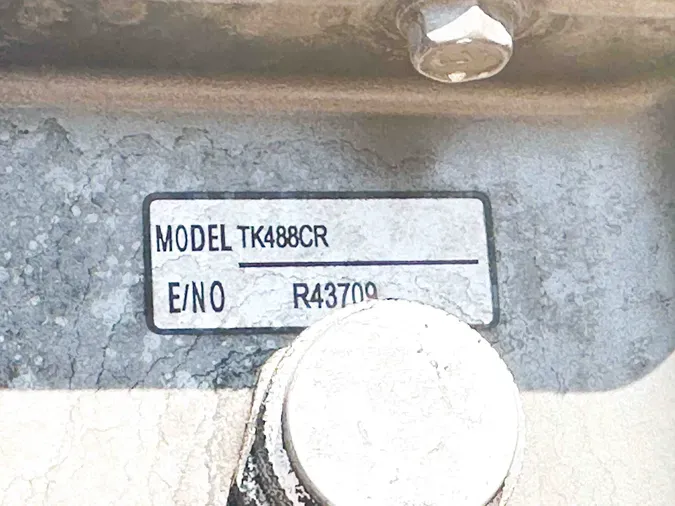 MODEL TK488CR
E/NO R43709